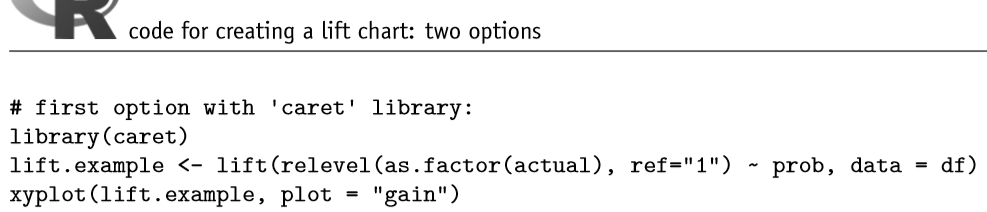 R code for creating a lift chart: two options
# first option with 'caret' library:
library(caret)
lift.example <- lift(relevel(as.factor(actual), ref="1") ~ prob, data = df)
xyplot(lift.example, plot = "gain")